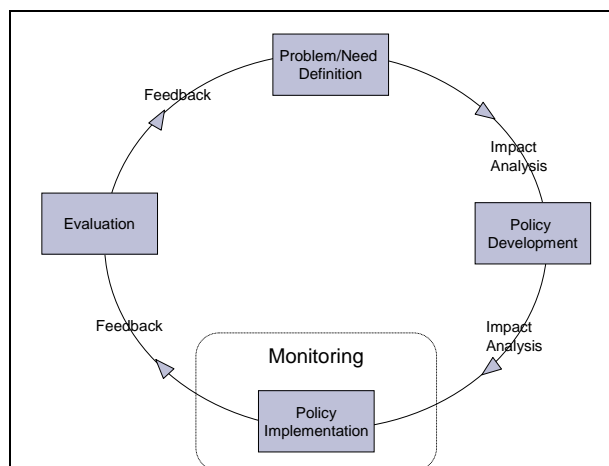 Problem/Need
Definition
Feedback
Impact
Analysis
Evaluation
Policy
Development
Feedback
Impact
Analysis
Monitoring
Policy
Implementation